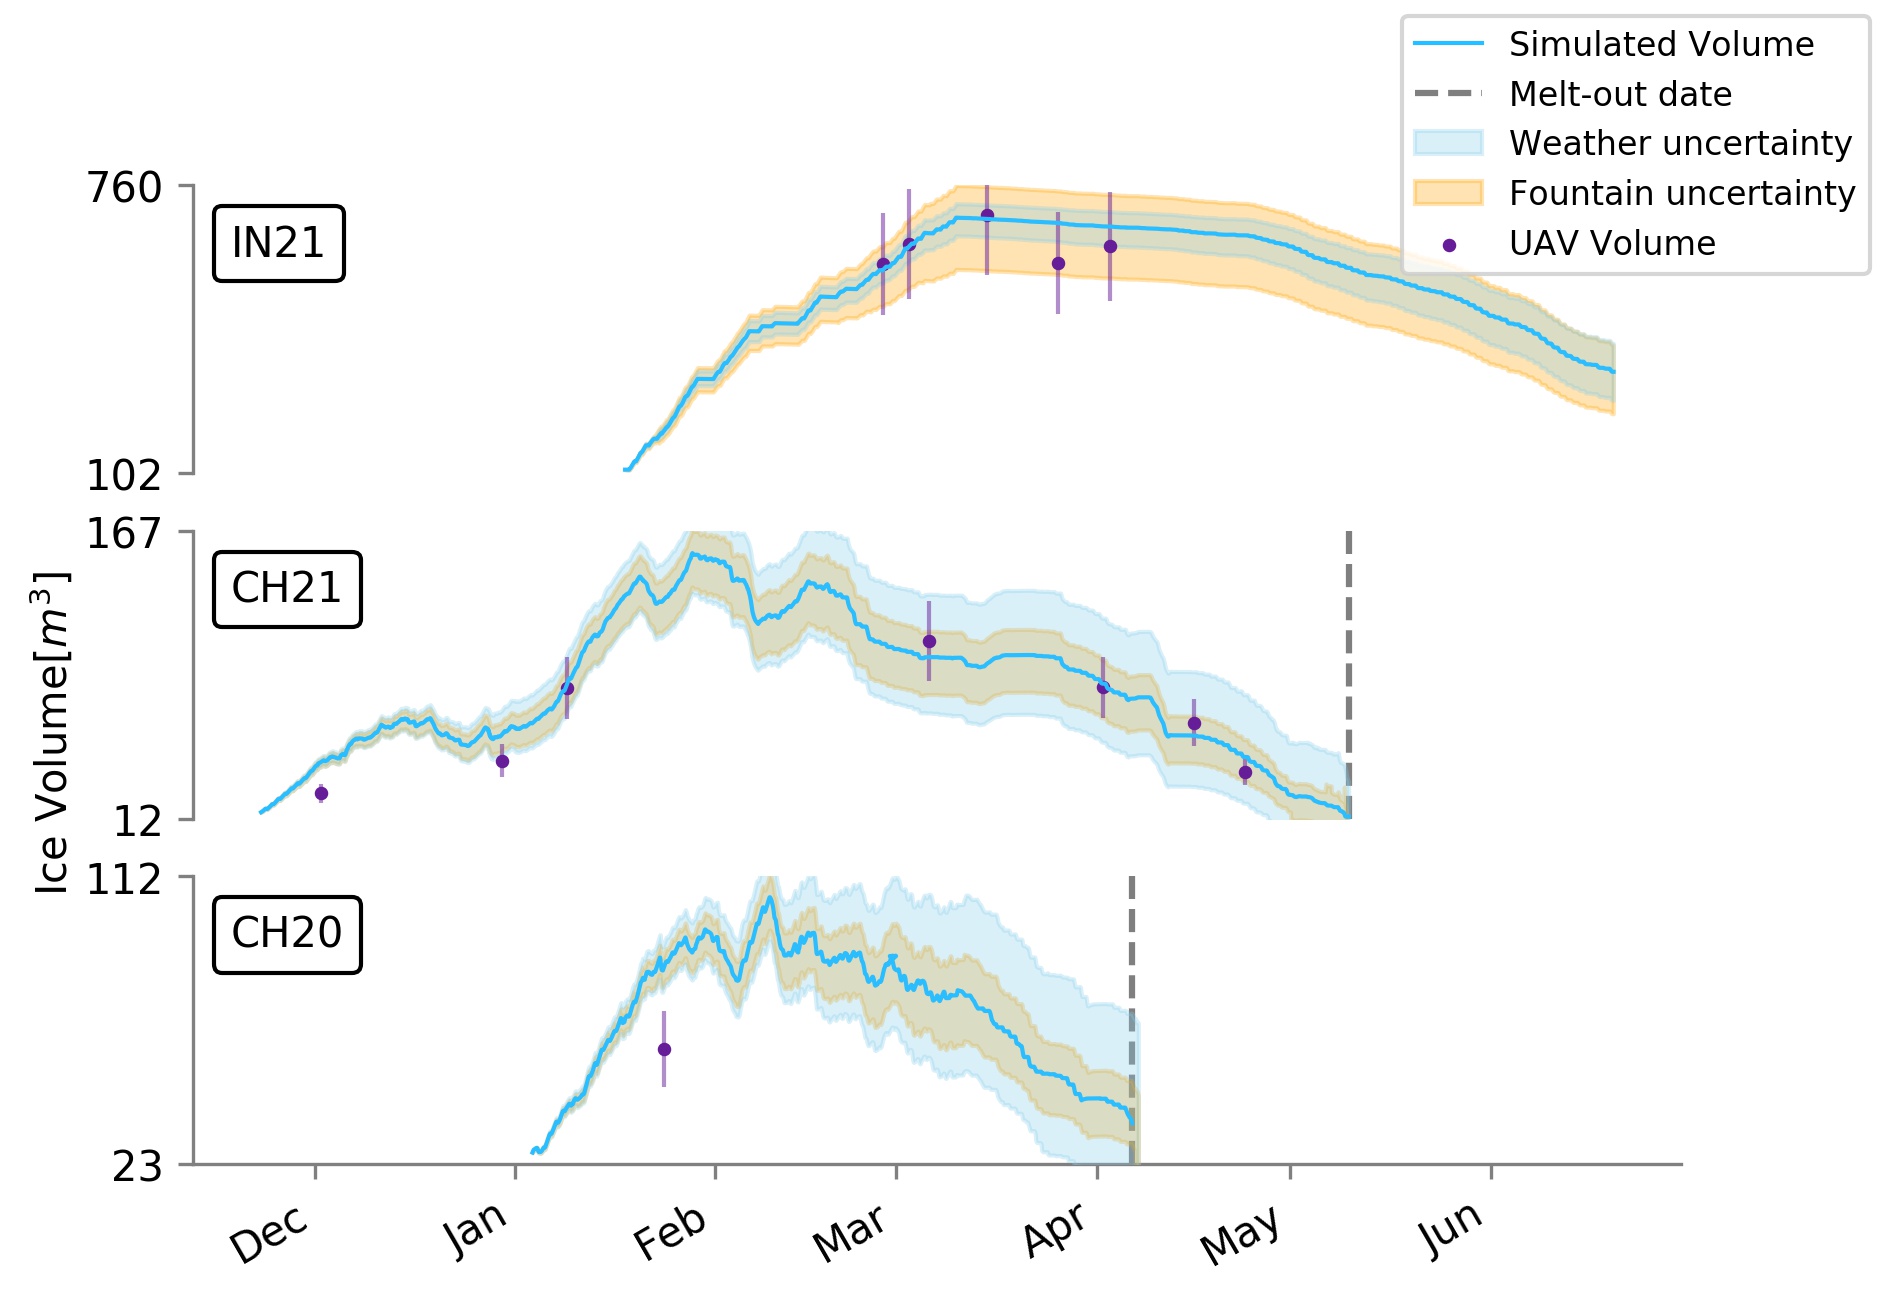 Simulated Volume
Melt-out date
Weather uncertainty
Fountain uncertainty
UAV Volume
760
IN21
102
167
CH21
12
Ice Volume[m³]
112
CH20
23
Dec Jan Feb Mar Apr May Jun